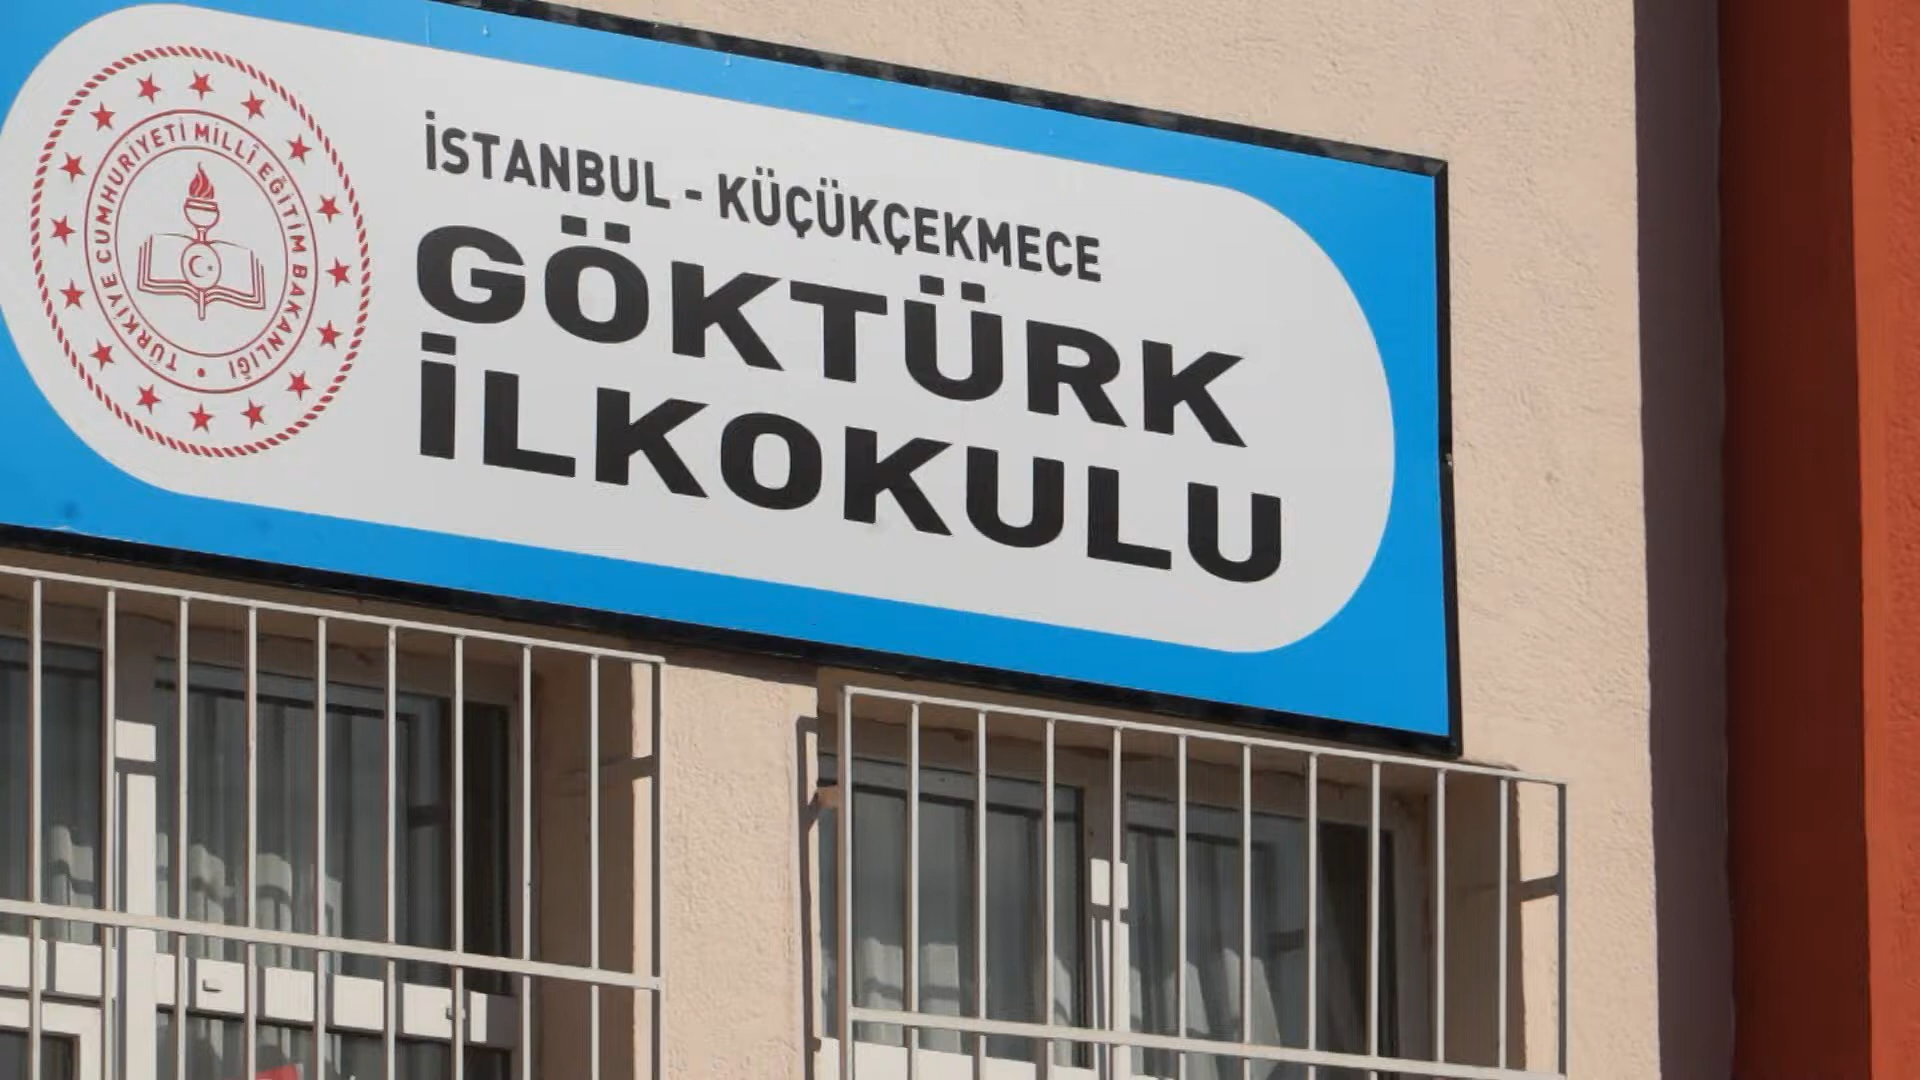 TÜRKİYE CUMHURİYETİ MİLLÎ EĞİTİM BAKANLIĞI
İSTANBUL - KÜÇÜKÇEKMECE
GÖKTÜRK
İLKOKULU